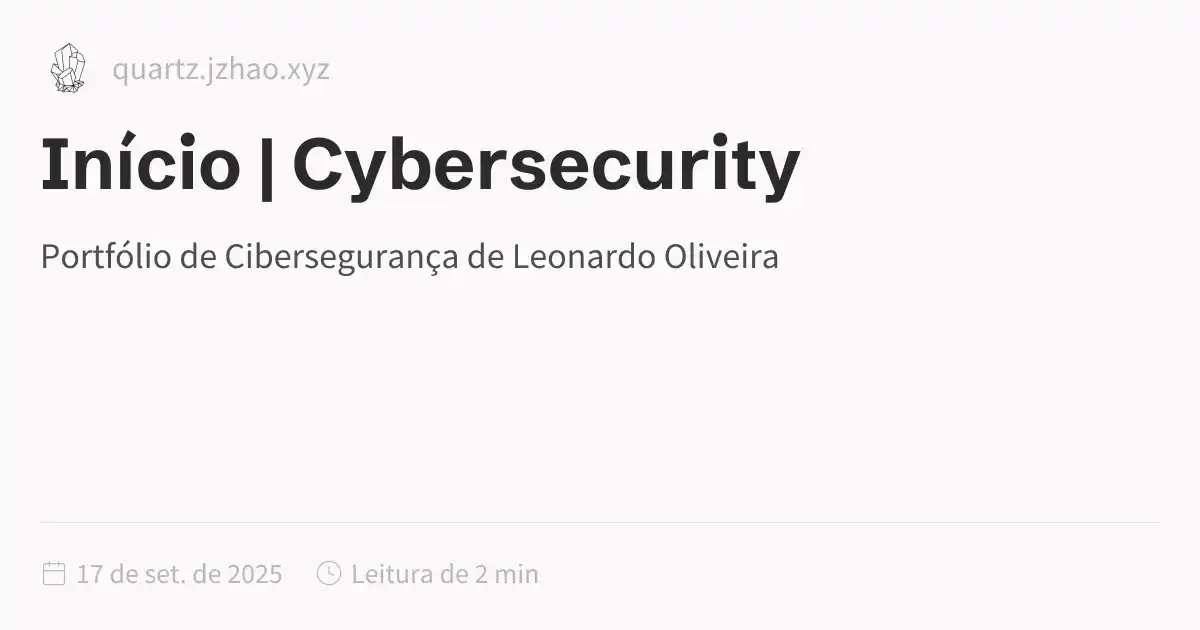 quartz.jzhao.xyz
Início | Cybersecurity
Portfólio de Cibersegurança de Leonardo Oliveira
17 de set. de 2025 Leitura de 2 min